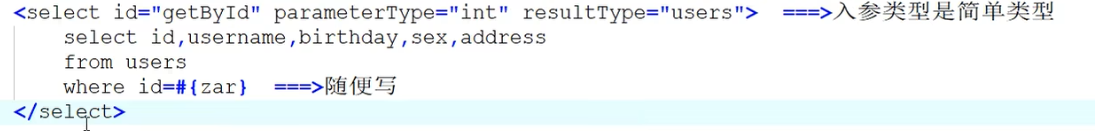 <select id="getById" parameterType="int" resultType="users"> ===>入参类型是简单类型
select id,username,birthday,sex,address
from users
where id=#{zar} ===>随便写
</select>